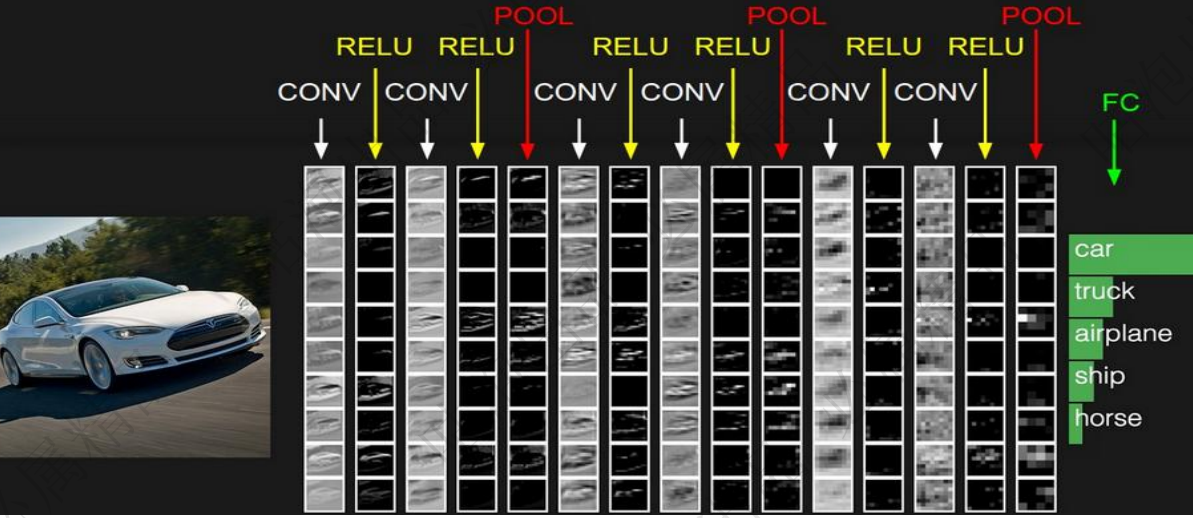 POOL POOL POOL
RELU RELU RELU RELU RELU RELU
CONV CONV CONV CONV CONV CONV
FC
car
truck
airplane
ship
horse